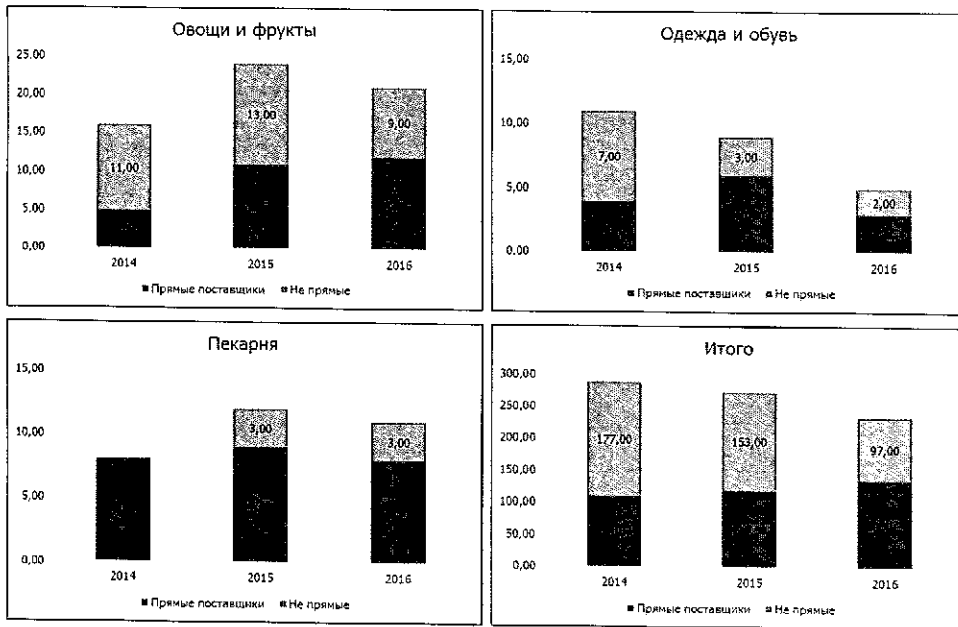 Овощи и фрукты
25,00
20,00
15,00
10,00
5,00
0,00
11,00
13,00
9,00
2014 2015 2016
Прямые поставщики Не прямые
Одежда и обувь
15,00
10,00
5,00
0,00
7,00
3,00
2,00
2014 2015 2016
Прямые поставщики Не прямые
Пекарня
15,00
10,00
5,00
0,00
3,00
3,00
2014 2015 2016
Прямые поставщики Не прямые
Итого
300,00
250,00
200,00
150,00
100,00
50,00
0,00
177,00
153,00
97,00
2014 2015 2016
Прямые поставщики Не прямые